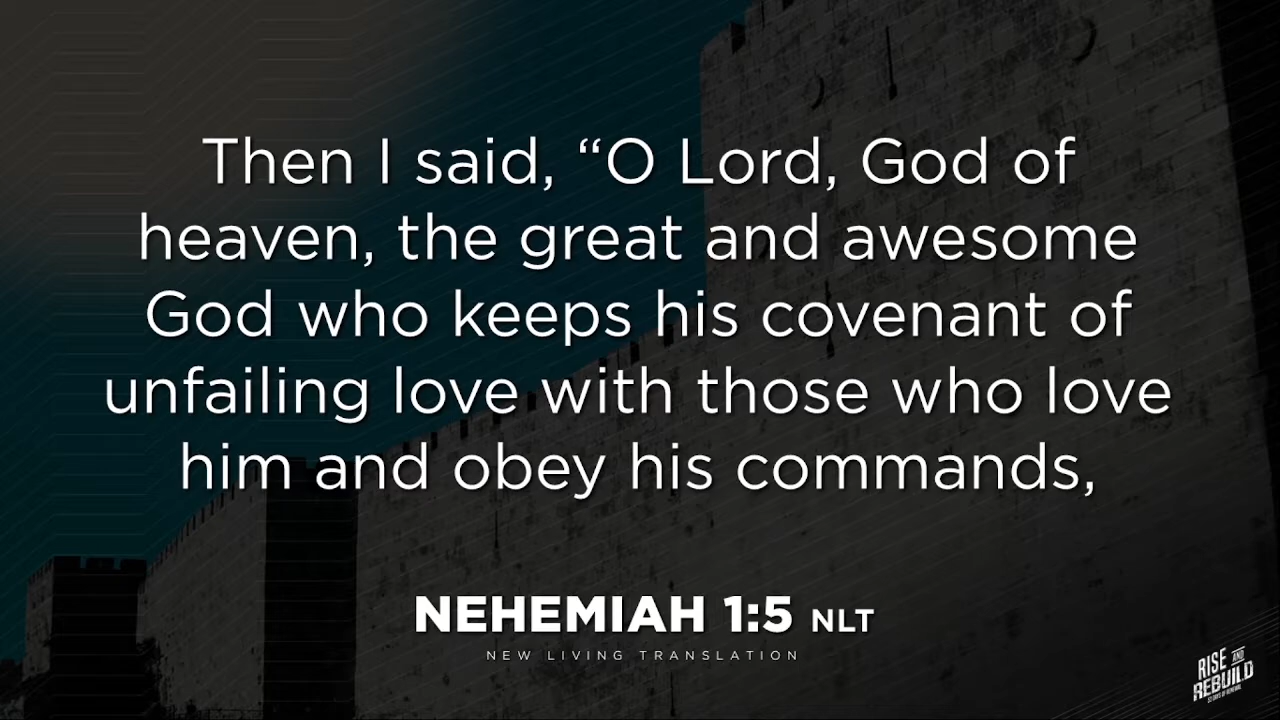 Then I said, “O Lord, God of
heaven, the great and awesome
God who keeps his covenant of
unfailing love with those who love
him and obey his commands,
NEHEMIAH 1:5 NLT
NEW LIVING TRANSLATION
RISE AND
REBUILD